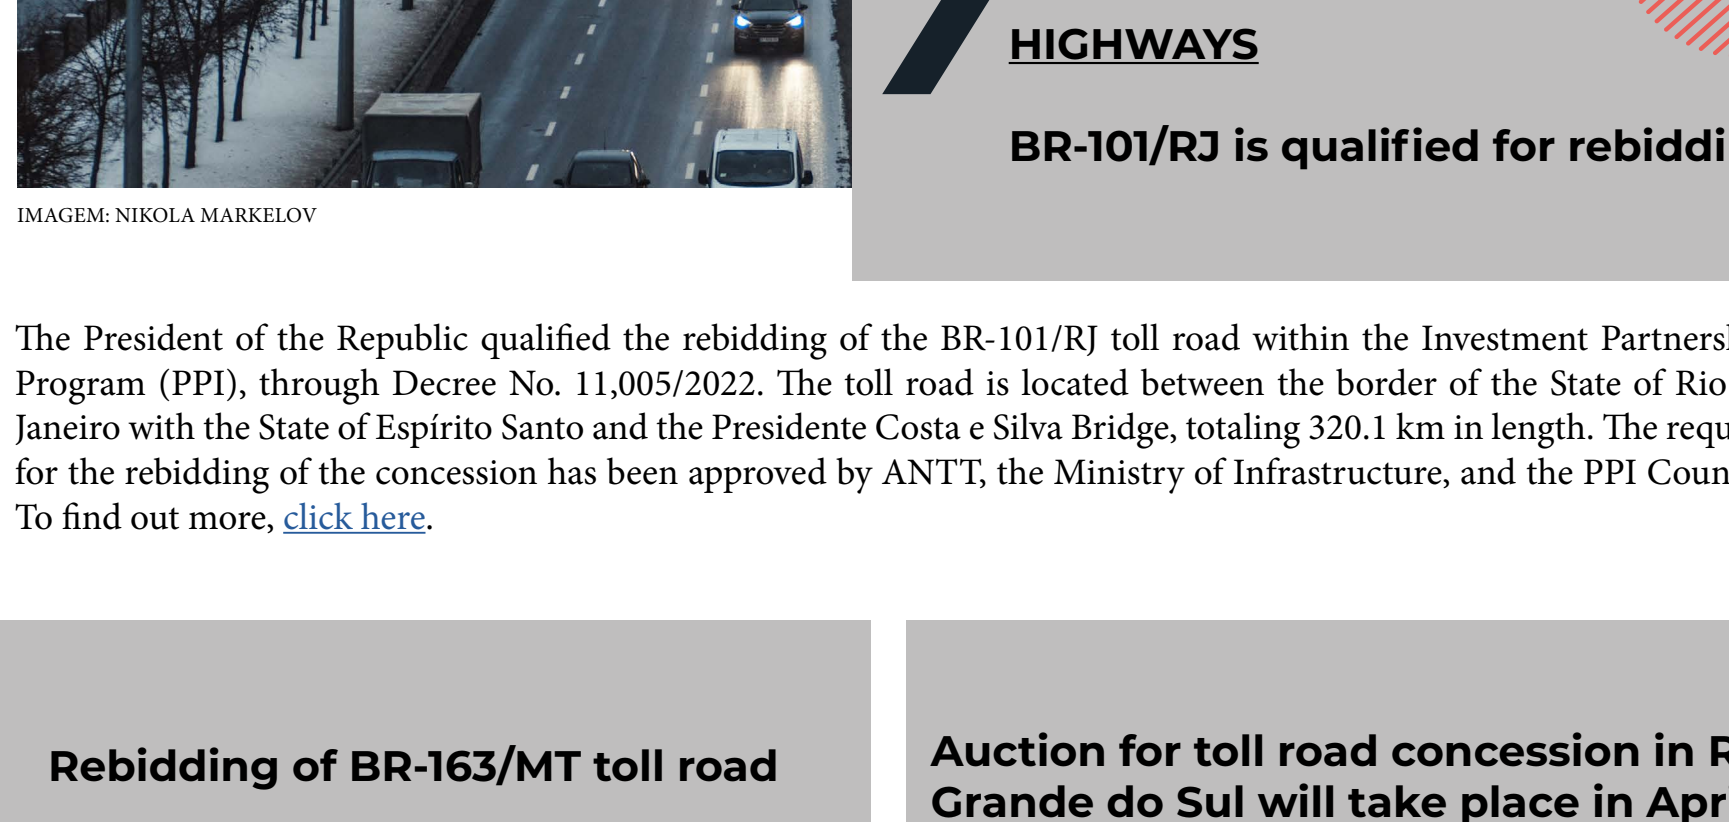 HIGHWAYS
BR-101/RJ is qualified for
IMAGEM: NIKOLA MARKELOV
The President of the Republic qualified the rebidding of the BR-101/RJ toll road within the Investment
Program (PPI), through Decree No. 11,005/2022. The toll road is located between the border of the State of Rio
Janeiro with the State of Espírito Santo and the Presidente Costa e Silva Bridge, totaling 320.1 km in length. The
for the rebidding of the concession has been approved by ANTT, the Ministry of Infrastructure, and the PPI
To find out more, click here.
Rebidding of BR-163/MT toll road
Auction for toll road concession in
Grande do Sul will take place in